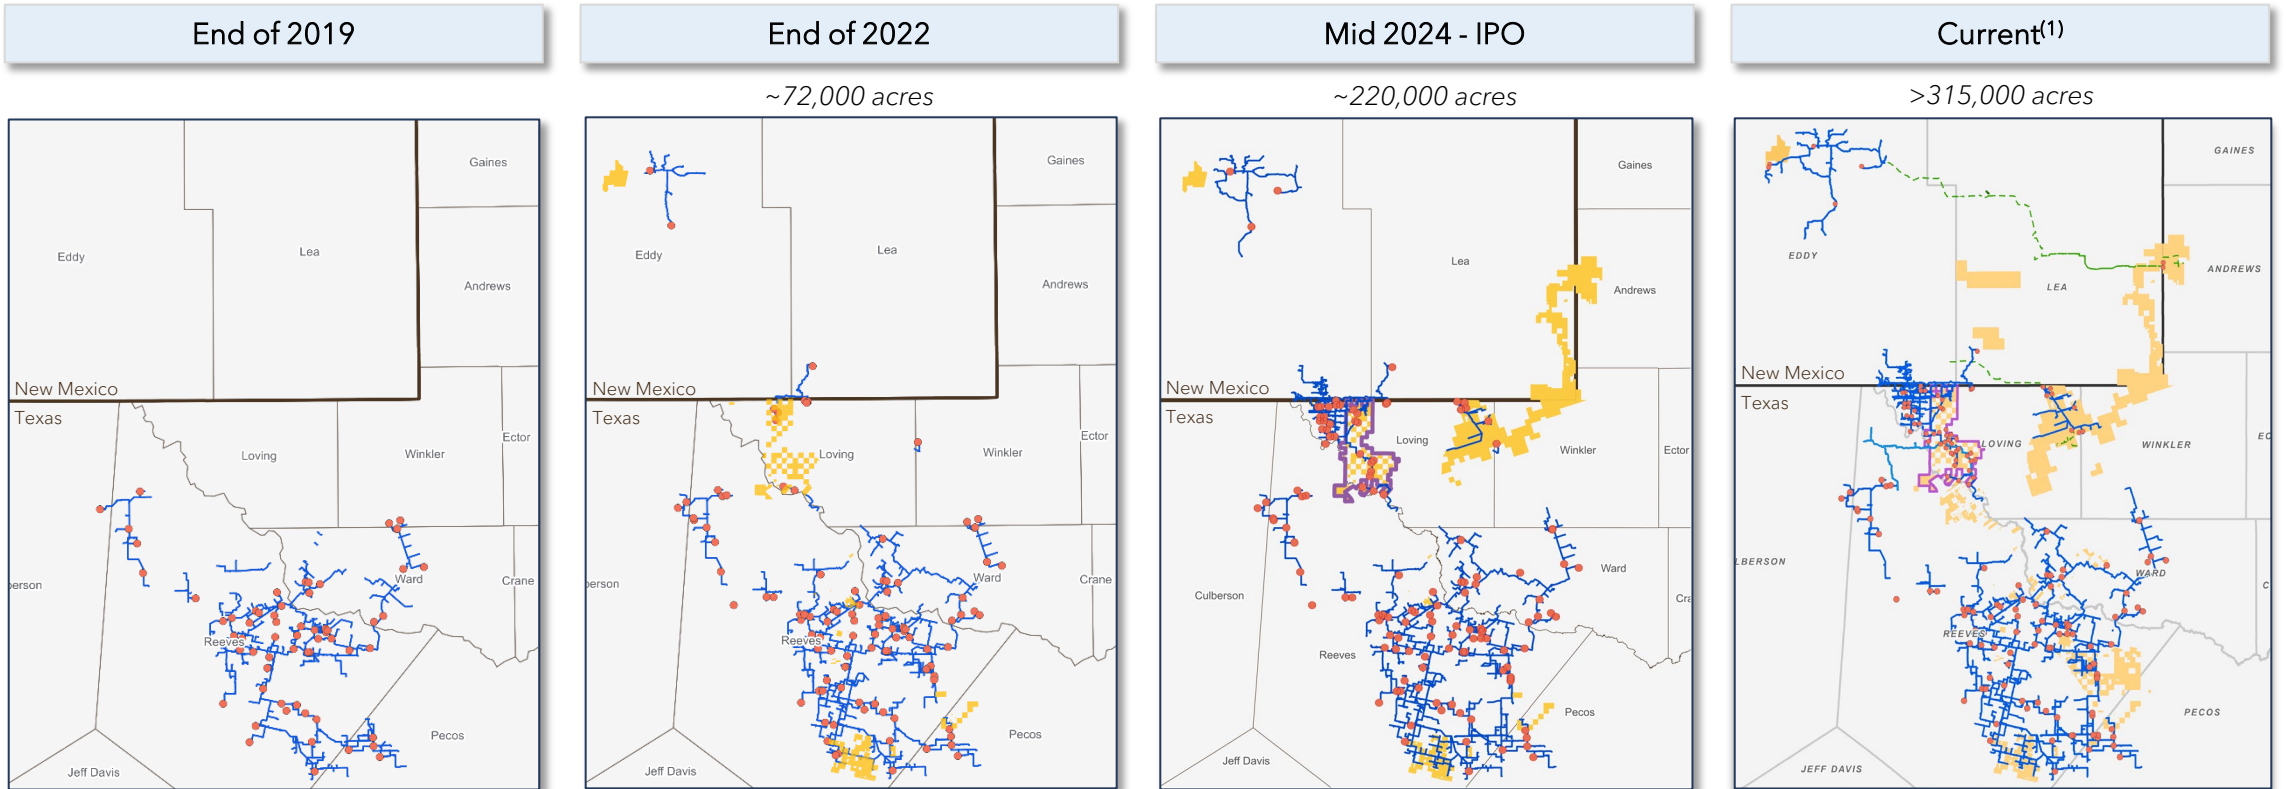 End of 2019
End of 2022
Mid 2024 - IPO
Current(1)
~72,000 acres
~220,000 acres
>315,000 acres
Gaines
Eddy
Lea
Andrews
New Mexico
Texas
Ector
Loving
Winkler
berson
Ward
Crane
Reeves
Pecos
Jeff Davis
Gaines
Eddy
Lea
Andrews
New Mexico
Texas
Ector
Loving
Winkler
berson
Ward
Crane
Reeves
Pecos
Jeff Davis
Gaines
Lea
Andrews
New Mexico
Texas
Loving
Winkler
Ector
Culberson
Ward
Cra
Reeves
Pecos
Jeff Davis
GAINES
EDDY
LEA
ANDREWS
New Mexico
Texas
LOVING
WINKLER
EC
LBERSON
WARD
C
REEVES
PECOS
JEFF DAVIS